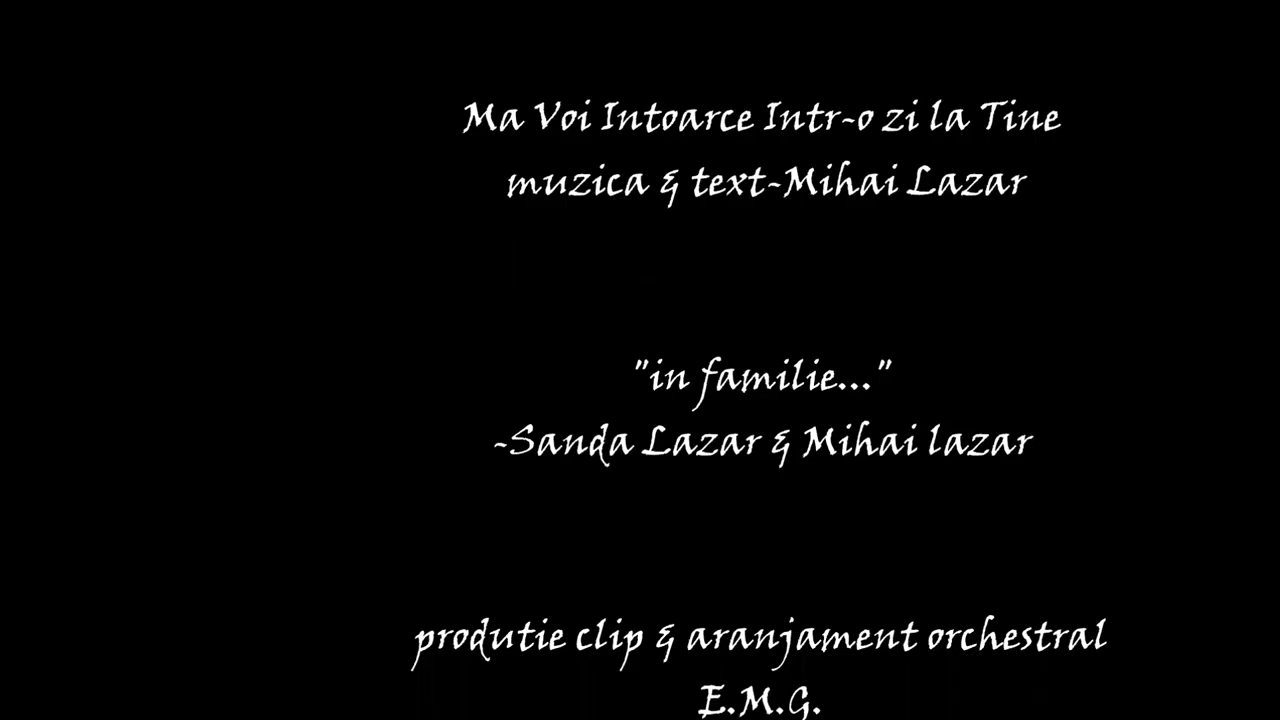 Ma Voi Intoarce Intr-o zi la Tine
muzica & text-Mihai Lazar
"in familie..."
-Sanda Lazar & Mihai lazar
produtie clip & aranjament orchestral
E.M.G.